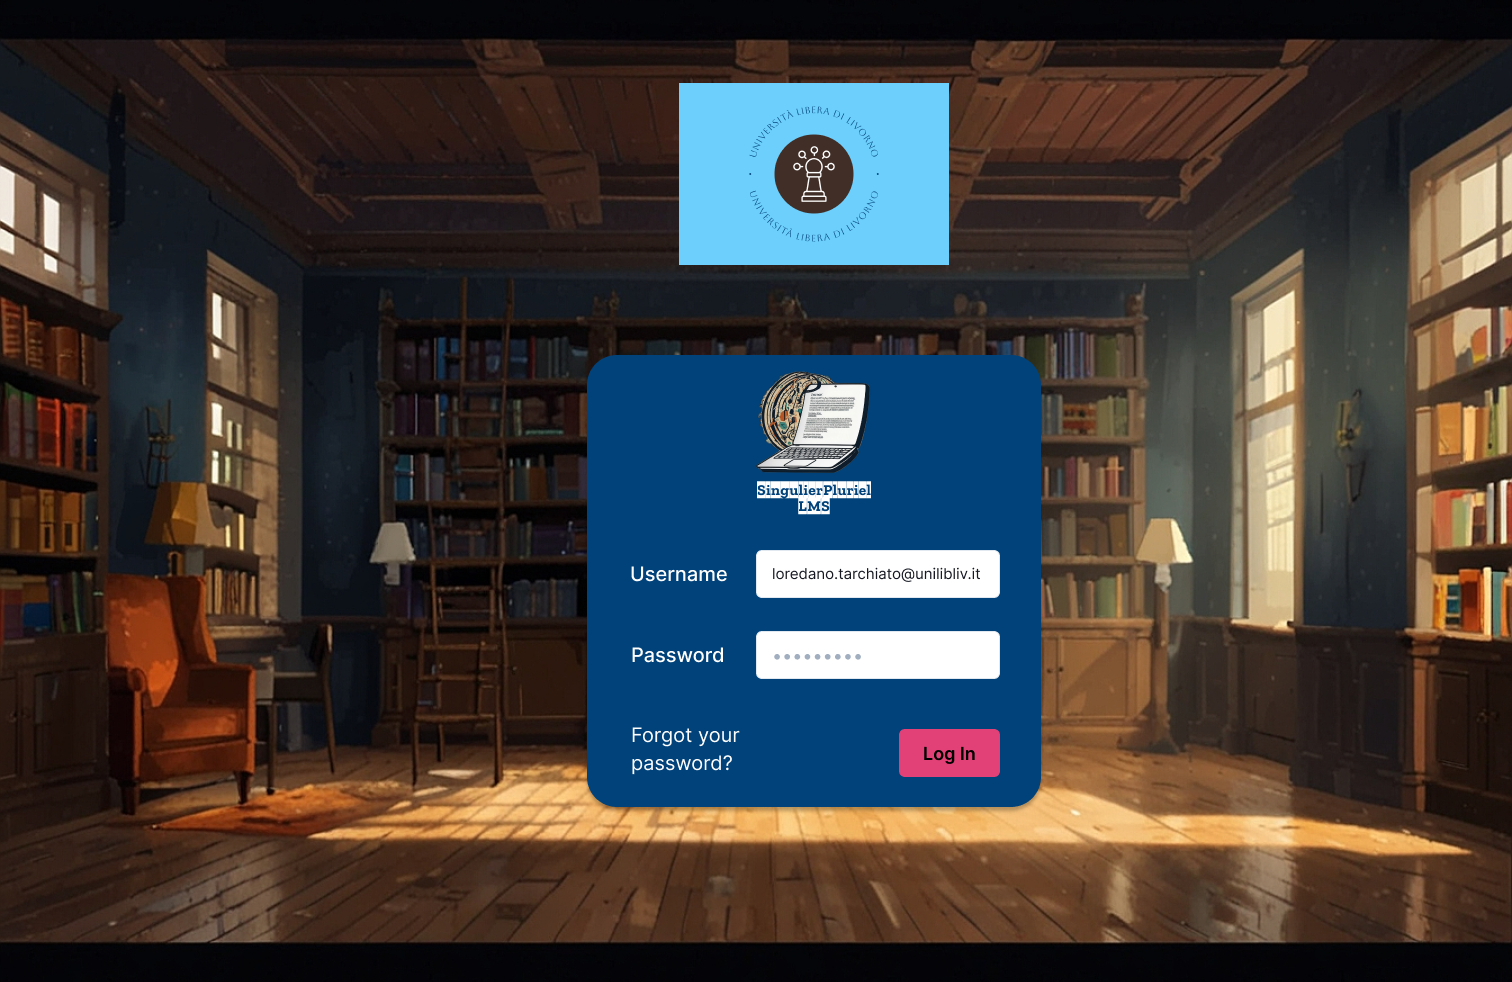 UNIVERSITÀ LIBERA DI LIVORNO
UNIVERSITÀ LIBERA DI LIVORNO
SingulierPluriel
LMS
Username
loredano.tarchiato@unilibliv.it
Password
Forgot your
password?
Log In